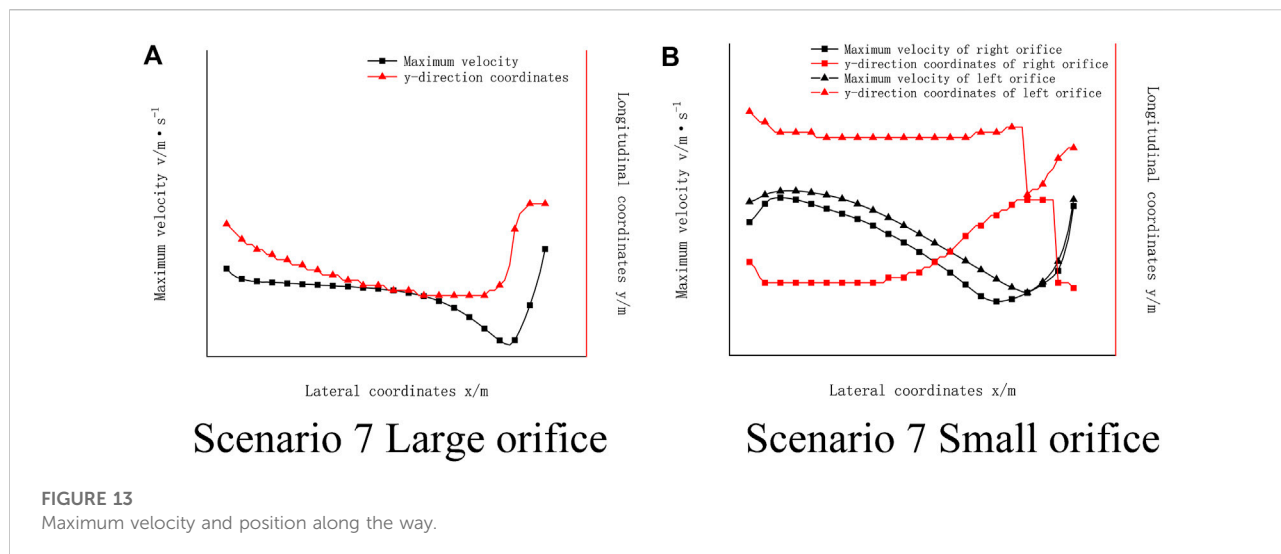 A
Maximum velocity
y-direction coordinates
Maximum velocity v/m·s⁻¹
Longitudinal coordinates y/m
Lateral coordinates x/m
Scenario 7 Large orifice
B
Maximum velocity of right orifice
y-direction coordinates of right orifice
Maximum velocity of left orifice
y-direction coordinates of left orifice
Maximum velocity v/m·s⁻¹
Longitudinal coordinates y/m
Lateral coordinates x/m
Scenario 7 Small orifice
FIGURE 13
Maximum velocity and position along the way.